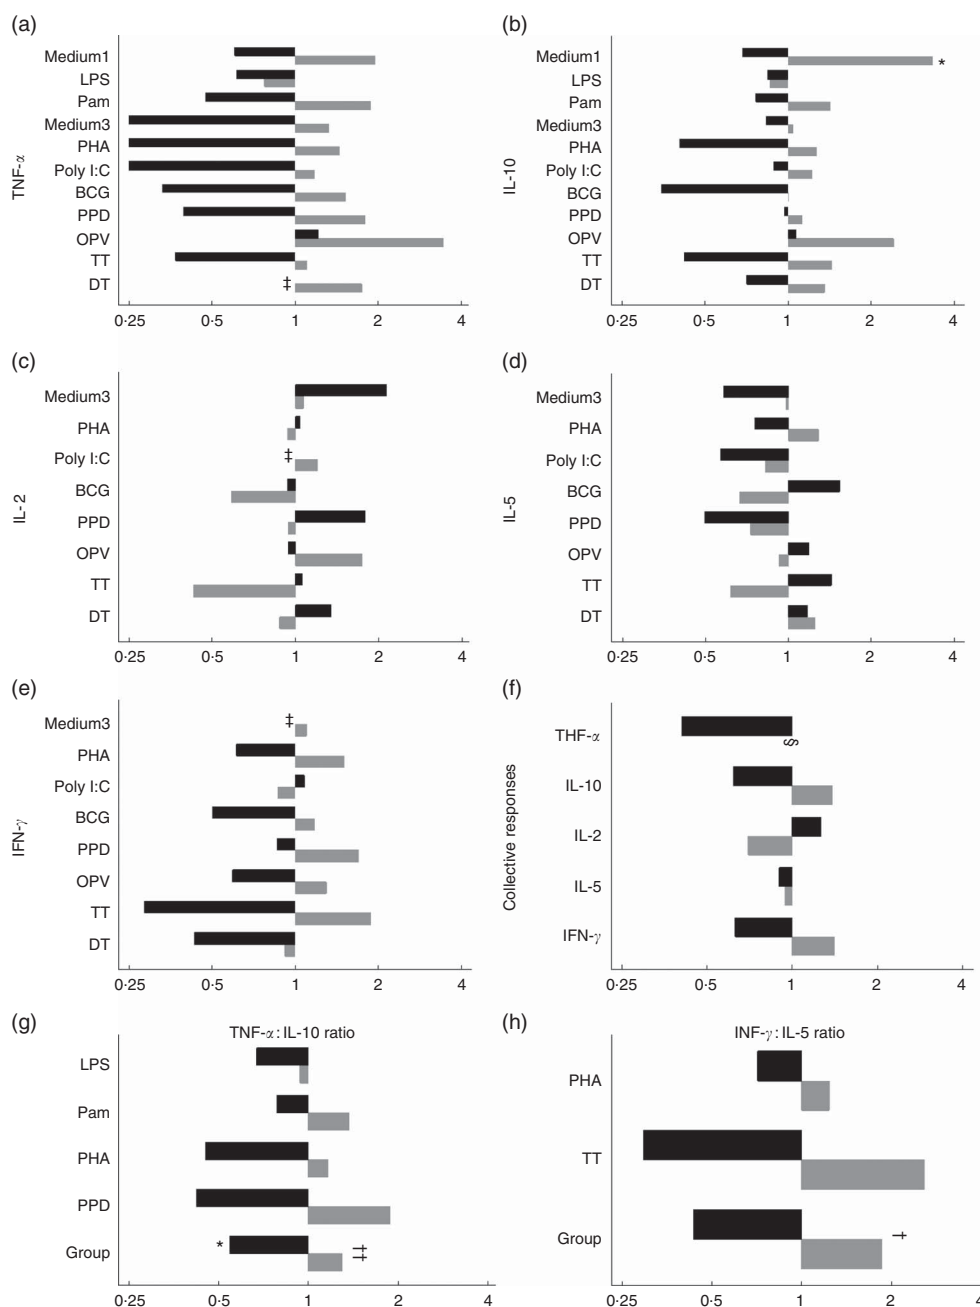 (a)
TNF-α
Medium1
LPS
Pam
Medium3
PHA
Poly I:C
BCG
PPD
OPV
TT
DT
‡
0·25 0·5 1 2 4
(b)
IL-10
Medium1
*
LPS
Pam
Medium3
PHA
Poly I:C
BCG
PPD
OPV
TT
DT
0·25 0·5 1 2 4
(c)
IL-2
Medium3
PHA
Poly I:C
‡
BCG
PPD
OPV
TT
DT
0·25 0·5 1 2 4
(d)
IL-5
Medium3
PHA
Poly I:C
BCG
PPD
OPV
TT
DT
0·25 0·5 1 2 4
(e)
IFN-γ
Medium3
‡
PHA
Poly I:C
BCG
PPD
OPV
TT
DT
0·25 0·5 1 2 4
(f)
Collective responses
THF-α
§
IL-10
IL-2
IL-5
IFN-γ
0·25 0·5 1 2 4
(g)
TNF-α: IL-10 ratio
LPS
Pam
PHA
PPD
Group
*
‡
0·25 0·5 1 2 4
(h)
INF-γ: IL-5 ratio
PHA
TT
Group
†
0·25 0·5 1 2 4